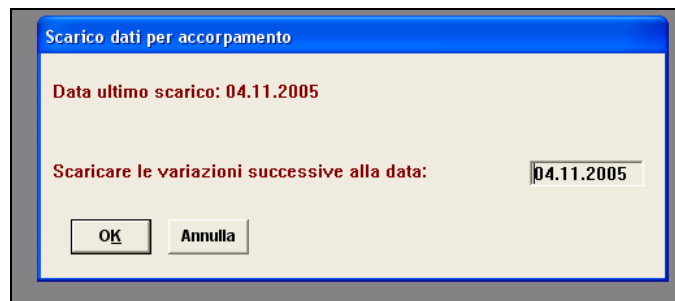 Scarico dati per accorpamento
Data ultimo scarico: 04.11.2005
Scaricare le variazioni successive alla data: 04.11.2005
OK Annulla